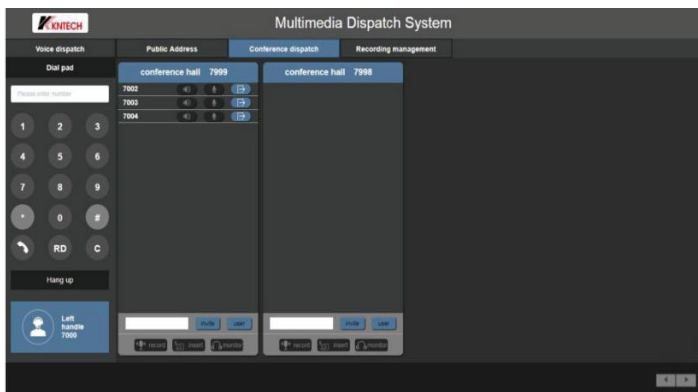 KNTECH
Multimedia Dispatch System
Voice dispatch
Public Address
Conference dispatch
Recording management
Dial pad
Please enter number
1 2 3
4 5 6
7 8 9
* 0 #
RD C
Hang up
Left
handle
7000
conference hall 7999
7002
7003
7004
invite user
record insert monitor
conference hall 7998
invite user
record insert monitor